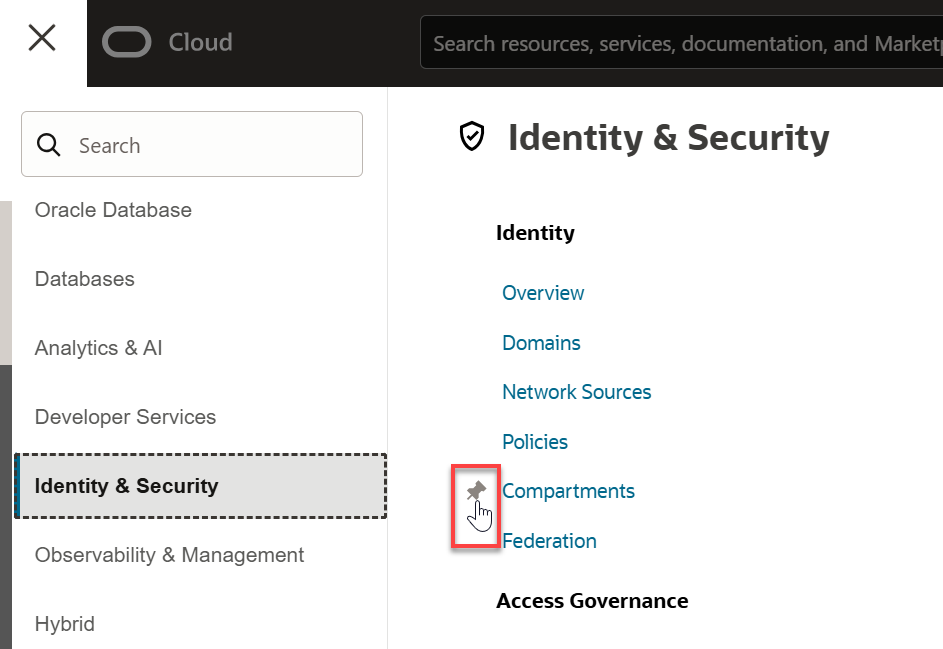 Cloud
Search resources, services, documentation, and Market
Search
Oracle Database
Databases
Analytics & AI
Developer Services
Identity & Security
Observability & Management
Hybrid
Identity & Security
Identity
Overview
Domains
Network Sources
Policies
Compartments
Federation
Access Governance